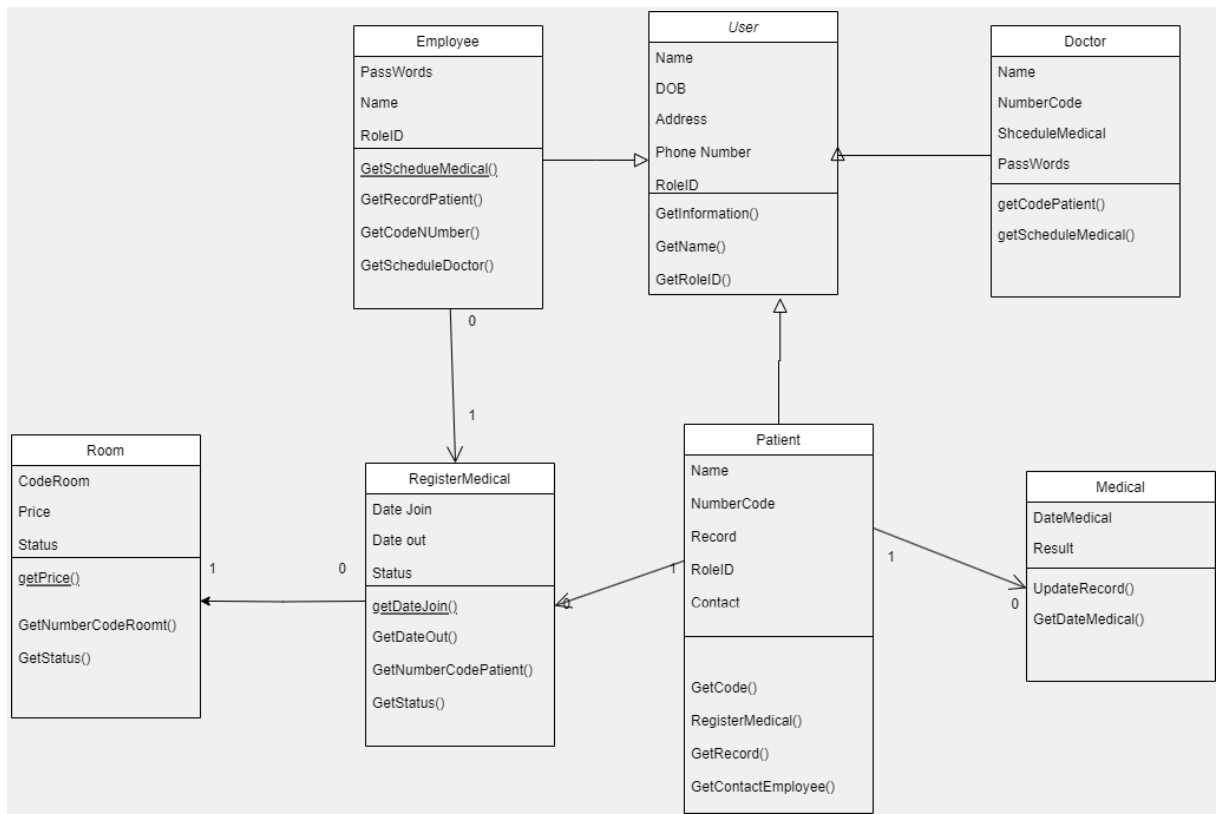 Employee
PassWords
Name
RoleID
GetSchedueMedical()
GetRecordPatient()
GetCodeNUmber()
GetScheduleDoctor()
User
Name
DOB
Address
Phone Number
RoleID
GetInformation()
GetName()
GetRoleID()
Doctor
Name
NumberCode
ShceduleMedical
PassWords
getCodePatient()
getScheduleMedical()
0
1
Room
CodeRoom
Price
Status
getPrice()
GetNumberCodeRoomt()
GetStatus()
1
0
RegisterMedical
Date Join
Date out
Status
getDateJoin()
GetDateOut()
GetNumberCodePatient()
GetStatus()
0
1
Patient
Name
NumberCode
Record
RoleID
Contact
GetCode()
RegisterMedical()
GetRecord()
GetContactEmployee()
1
0
Medical
DateMedical
Result
UpdateRecord()
GetDateMedical()